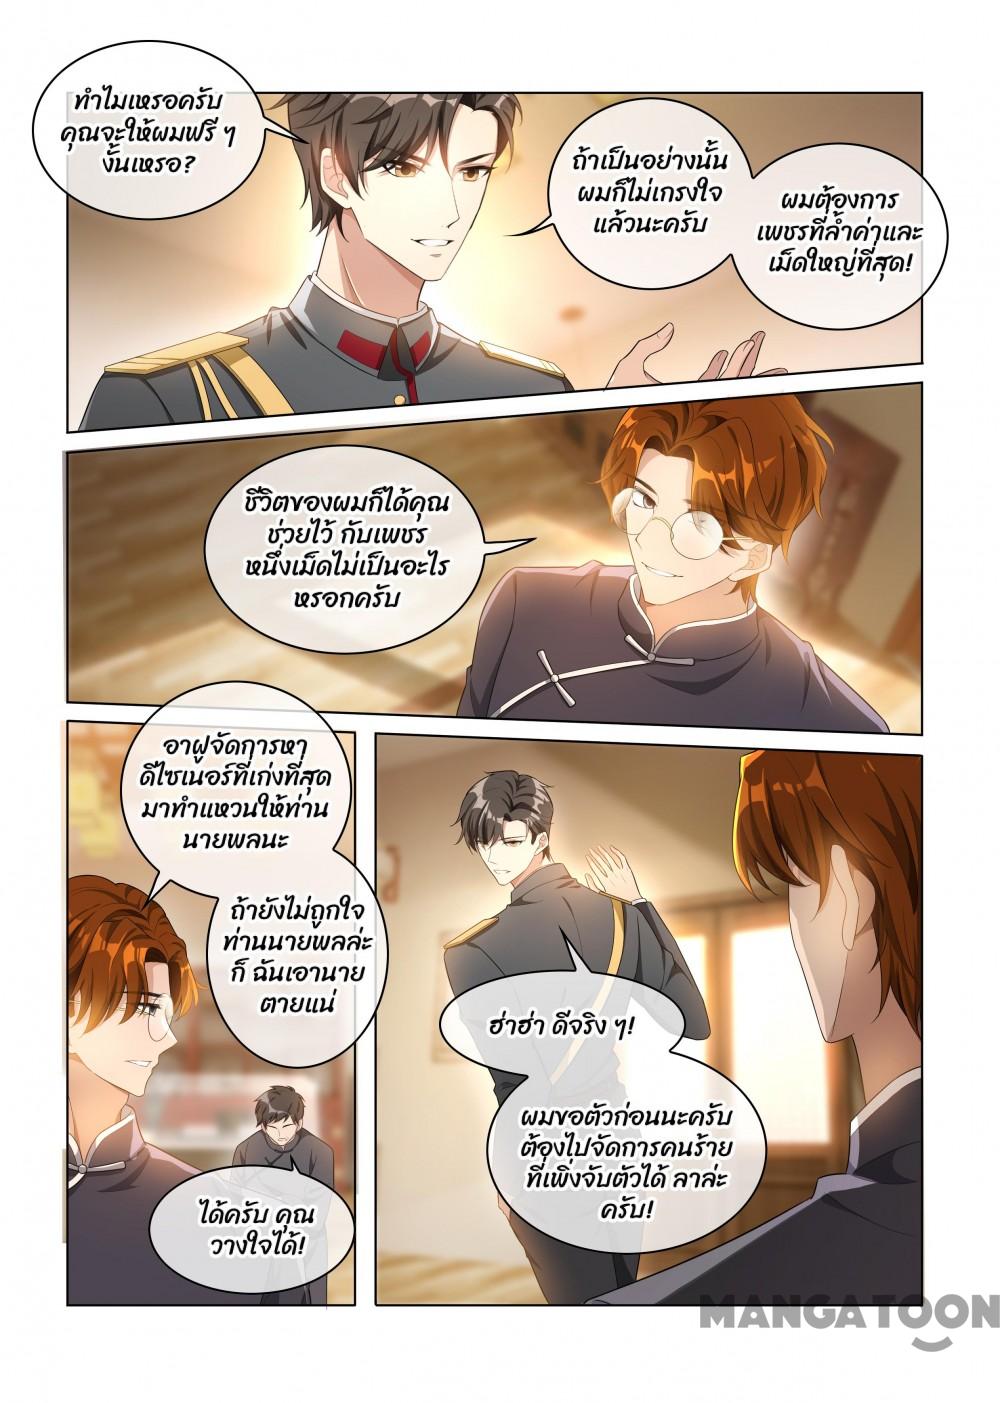 ทำไมเหรอครับ
คุณจะให้ผมฟรี ๆ
งั้นเหรอ?
ถ้าเป็นอย่างนั้น
ผมก็ไม่เกรงใจ
แล้วนะครับ
ผมต้องการ
เพชรที่ล้ำค่าและ
เม็ดใหญ่ที่สุด!
ชีวิตของผมก็ได้คุณ
ช่วยไว้ กับเพชร
หนึ่งเม็ดไม่เป็นอะไร
หรอกครับ
อาฝูจัดการหา
ดีไซเนอร์ที่เก่งที่สุด
มาทำแหวนให้ท่าน
นายพลนะ
ถ้ายังไม่ถูกใจ
ท่านนายพลล่ะ
ก็ ฉันเอานาย
ตายแน่
ได้ครับ คุณ
วางใจได้!
ฮ่าฮ่า ดีจริง ๆ!
ผมขอตัวก่อนนะครับ
ต้องไปจัดการคนร้าย
ที่เพิ่งจับตัวได้ ลาล่ะ
ครับ!
MANGATOON